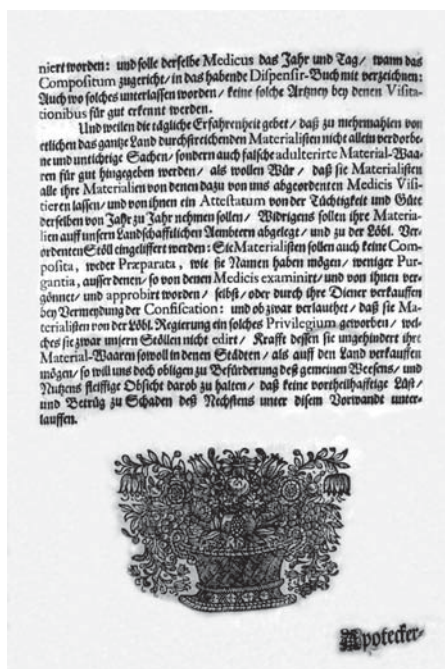 niert worden: und solle derselbe Medicus das Jahr und Tag/ wann das
Compositum zugericht/ in das habende Dispensir-Buch mit verzeichnen:
Auch wo solches unterlassen worden/ keine solche Artzney bey denen Visita-
tionibus für gut erkennt werden.
Und weilen die tägliche Erfahrenheit gebet/ daß zu mehrmahlen von
etlichen das gantze Land durchstreichenden Materialisten nicht allein verdorbe-
ne und untüchtige Sachen/ sondern auch falsche adulterirte Material-Waa-
ren für gut hingegeben werden/ als wollen Wür/ daß sie Materialisten
alle ihre Materialien von denen dazu von uns abgeordenten Medicis Visi-
tieren lassen/ und von ihnen ein Attestatum von der Tüchtigkeit und Gäte
derselben von Jahr zu Jahr nehmen sollen/ Widrigens sollen ihre Materia-
lien auff unsern Landschafftlichen Aembtern abgelegt/ und zu der Löbl. Ver-
ordenten Stöll eingeliffert werden: Sie Materialisten sollen auch keine Com-
posita, weder Præparata, wie sie Namen haben mögen/ weniger Pur-
gantia, ausser denen/ so von denen Medicis examinirt/ und von ihnen ver-
gönnet/ und approbirt worden/ selbst/ oder durch ihre Diener verkauffen
bey Vermeydung der Confiscation: und ob zwar verlauthet/ daß sie Ma-
terialisten von der Löbl. Regierung ein solches Privilegium geworben/ wel-
ches sie zwar unsern Stöllen nicht edirt/ Krafft dessen sie ungehindert ihre
Material-Waaren sowoll in denen Städten/ als auff den Land verkauffen
mögen/ so will uns doch obligen zu Beförderung deß gemeinen Weesens/ und
Nutzens fleissige Obsicht darob zu halten/ daß keine vortheilhafftige Läst/
und Betrüg zu Schaden deß Nechstens unter disem Vorwandt unter-
lauffen.
Apotecker-